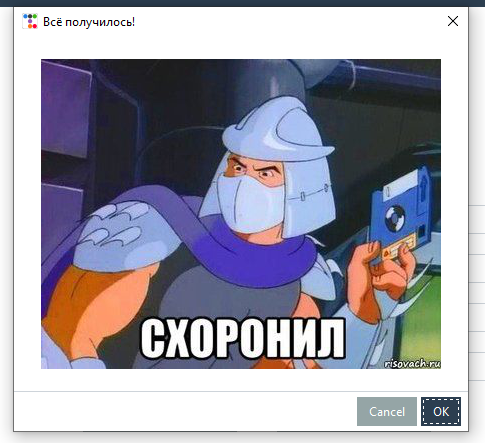 Всё получилось!
СХОРОНИЛ
risovach.ru
Cancel
OK